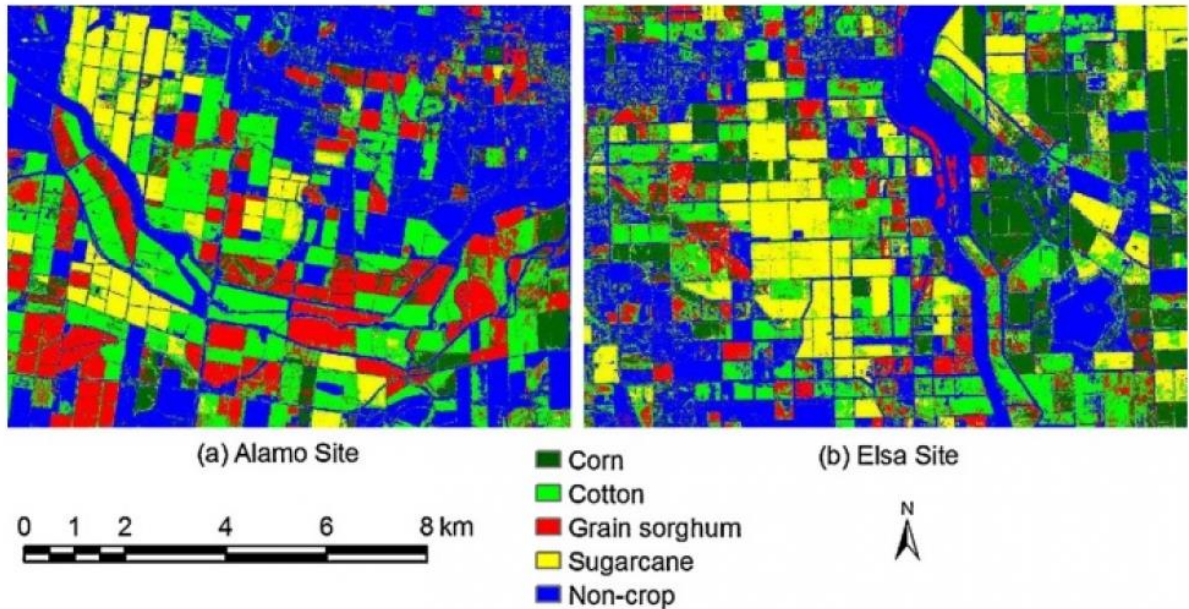 (a) Alamo Site
(b) Elsa Site
Corn
Cotton
Grain sorghum
Sugarcane
Non-crop
0 1 2 4 6 8 km
N